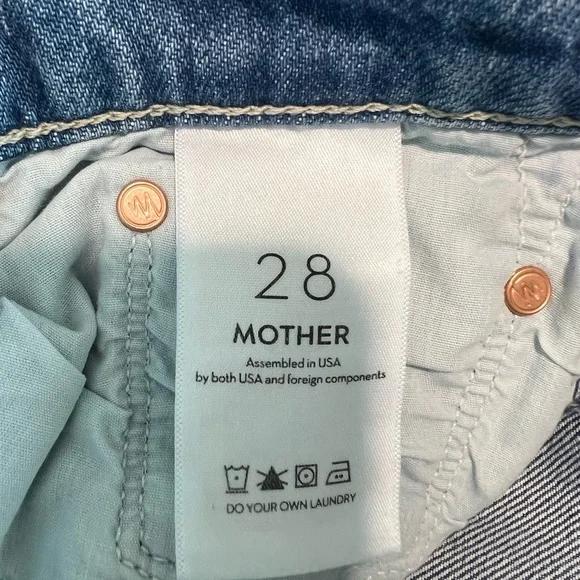 28
MOTHER
Assembled in USA
by both USA and foreign components
DO YOUR OWN LAUNDRY